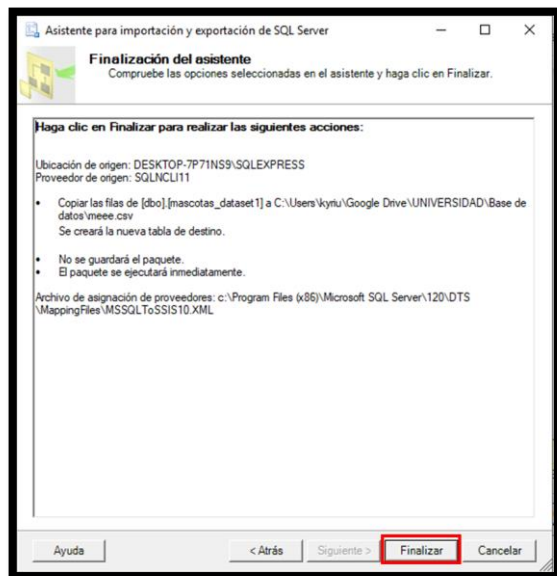 Asistente para importación y exportación de SQL Server
Finalización del asistente
Compruebe las opciones seleccionadas en el asistente y haga clic en Finalizar.
Haga clic en Finalizar para realizar las siguientes acciones:
Ubicación de origen: DESKTOP-7P71NS9\SQLEXPRESS
Proveedor de origen: SQLNCLI11
• Copiar las filas de [dbo].[mascotas_dataset1] a C:\Users\kyriu\Google Drive\UNIVERSIDAD\Base de
datos\meee.csv
Se creará la nueva tabla de destino.
• No se guardará el paquete.
• El paquete se ejecutará inmediatamente.
Archivo de asignación de proveedores: c:\Program Files (x86)\Microsoft SQL Server\120\DTS
\MappingFiles\MSSQLToSSIS10.XML
Ayuda
< Atrás
Siguiente >
Finalizar
Cancelar